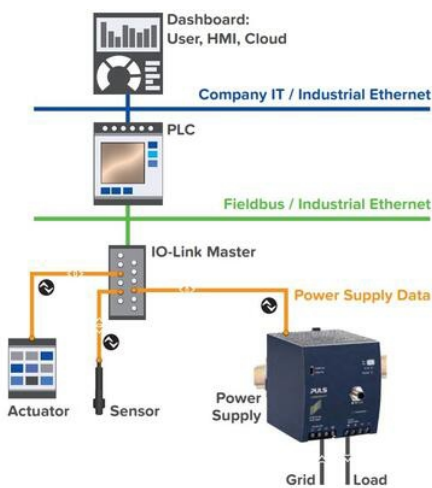 Dashboard:
User, HMI, Cloud
Company IT / Industrial Ethernet
PLC
Fieldbus / Industrial Ethernet
IO-Link Master
Power Supply Data
Actuator
Sensor
Power
Supply
PULS
Grid
Load